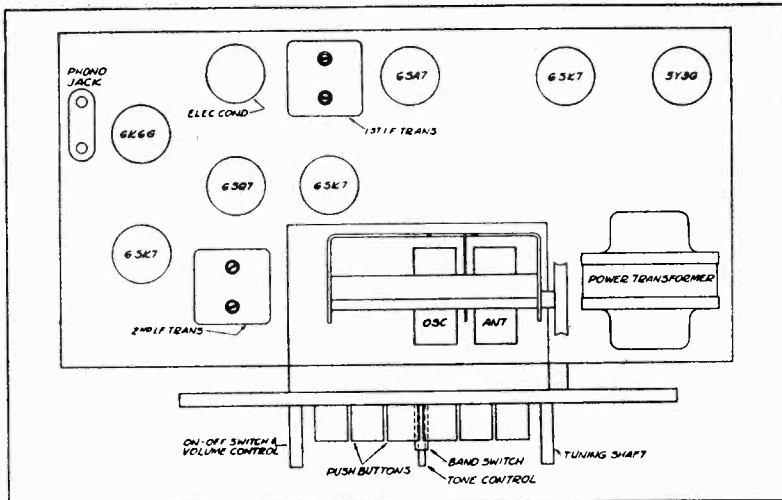 PHONO
JACK
6K6G
ELEC COND
1ST IF TRANS
6SA7
6SK7
5Y3G
6SQ7
6SK7
6SK7
2ND I.F. TRANS
OSC
ANT
POWER TRANSFORMER
ON-OFF SWITCH &
VOLUME CONTROL
PUSH BUTTONS
BAND SWITCH
TONE CONTROL
TUNING SHAFT